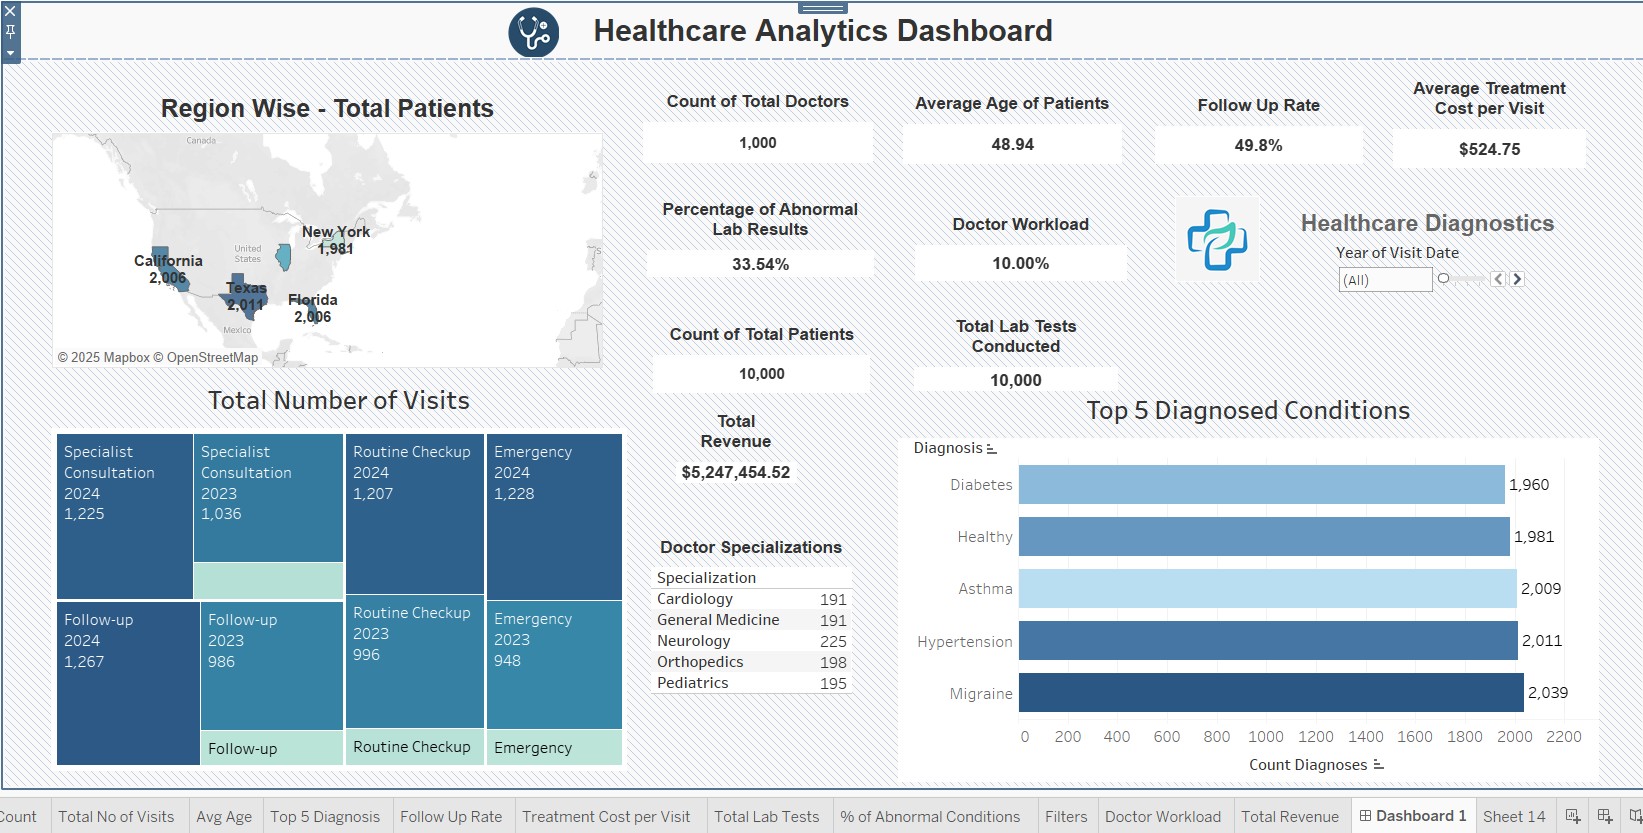 Healthcare Analytics Dashboard
Region Wise - Total Patients
Canada
United
States
Mexico
New York
1,981
California
2,006
Texas
2,011
Florida
2,006
© 2025 Mapbox © OpenStreetMap
Count of Total Doctors
1,000
Average Age of Patients
48.94
Follow Up Rate
49.8%
Average Treatment
Cost per Visit
$524.75
Percentage of Abnormal
Lab Results
33.54%
Doctor Workload
10.00%
Healthcare Diagnostics
Year of Visit Date
(All)
Count of Total Patients
10,000
Total Lab Tests
Conducted
10,000
Total
Revenue
$5,247,454.52
Total Number of Visits
Specialist
Consultation
2024
1,225
Specialist
Consultation
2023
1,036
Routine Checkup
2024
1,207
Emergency
2024
1,228
Follow-up
2024
1,267
Follow-up
2023
986
Routine Checkup
2023
996
Emergency
2023
948
Follow-up
Routine Checkup
Emergency
Doctor Specializations
Specialization
Cardiology 191
General Medicine 191
Neurology 225
Orthopedics 198
Pediatrics 195
Top 5 Diagnosed Conditions
Diagnosis
Diabetes 1,960
Healthy 1,981
Asthma 2,009
Hypertension 2,011
Migraine 2,039
0 200 400 600 800 1000 1200 1400 1600 1800 2000 2200
Count Diagnoses
Count Total No of Visits Avg Age Top 5 Diagnosis Follow Up Rate Treatment Cost per Visit Total Lab Tests % of Abnormal Conditions Filters Doctor Workload Total Revenue Dashboard 1 Sheet 14